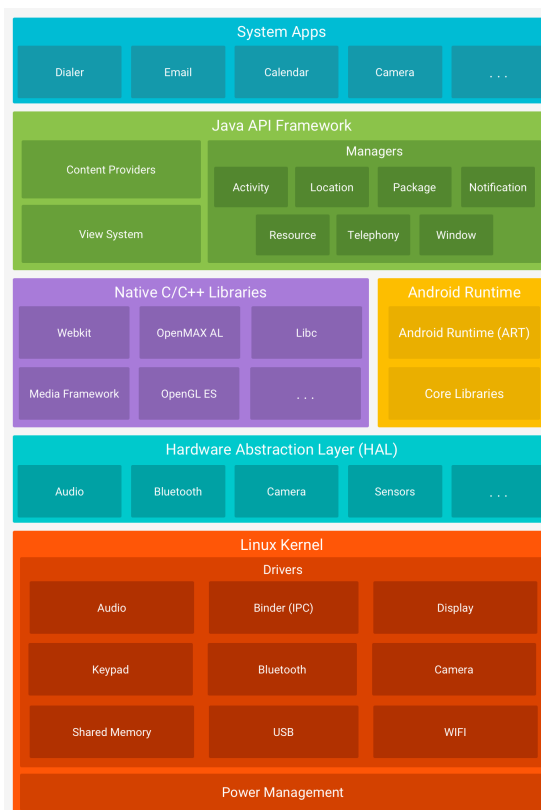 System Apps
Dialer
Email
Calendar
Camera
. . .
Java API Framework
Content Providers
View System
Managers
Activity
Location
Package
Notification
Resource
Telephony
Window
Native C/C++ Libraries
Webkit
OpenMAX AL
Libc
Media Framework
OpenGL ES
. . .
Android Runtime
Android Runtime (ART)
Core Libraries
Hardware Abstraction Layer (HAL)
Audio
Bluetooth
Camera
Sensors
. . .
Linux Kernel
Drivers
Audio
Binder (IPC)
Display
Keypad
Bluetooth
Camera
Shared Memory
USB
WIFI
Power Management